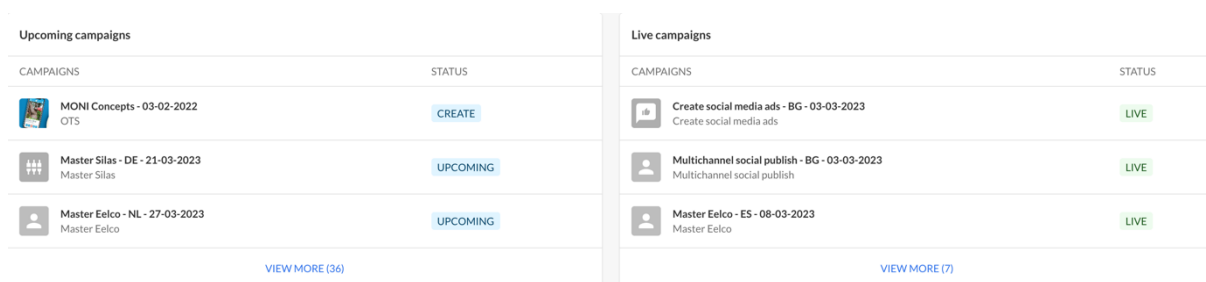 Upcoming campaigns
CAMPAIGNS STATUS
MONI Concepts - 03-02-2022
OTS
CREATE
Master Silas - DE - 21-03-2023
Master Silas
UPCOMING
Master Eelco - NL - 27-03-2023
Master Eelco
UPCOMING
VIEW MORE (36)
Live campaigns
CAMPAIGNS STATUS
Create social media ads - BG - 03-03-2023
Create social media ads
LIVE
Multichannel social publish - BG - 03-03-2023
Multichannel social publish
LIVE
Master Eelco - ES - 08-03-2023
Master Eelco
LIVE
VIEW MORE (7)